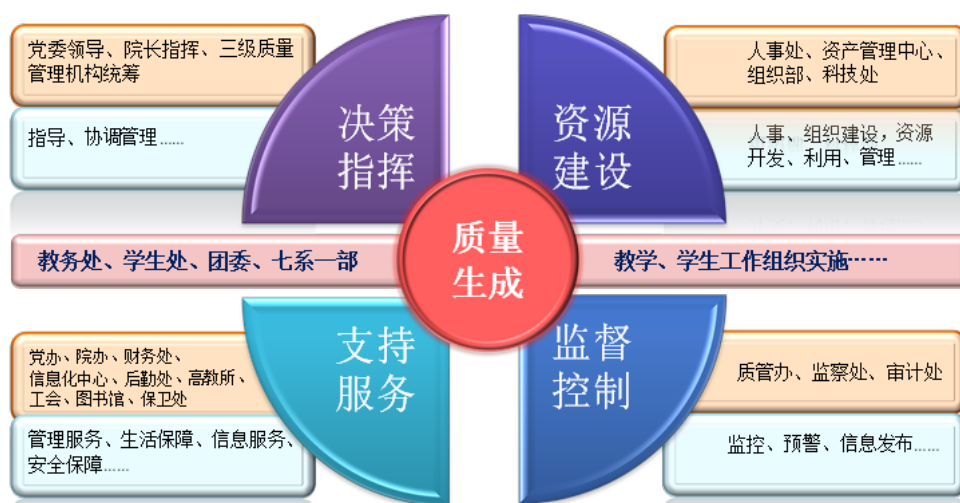 党委领导、院长指挥、三级质量
管理机构统筹
指导、协调管理……
决策
指挥
资源
建设
人事处、资产管理中心、
组织部、科技处
人事、组织建设，资源
开发、利用、管理……
教务处、学生处、团委、七系一部
质量
生成
教学、学生工作组织实施……
党办、院办、财务处、
信息化中心、后勤处、高教所、
工会、图书馆、保卫处
管理服务、生活保障、信息服务、
安全保障……
支持
服务
监督
控制
质管办、监察处、审计处
监控、预警、信息发布……